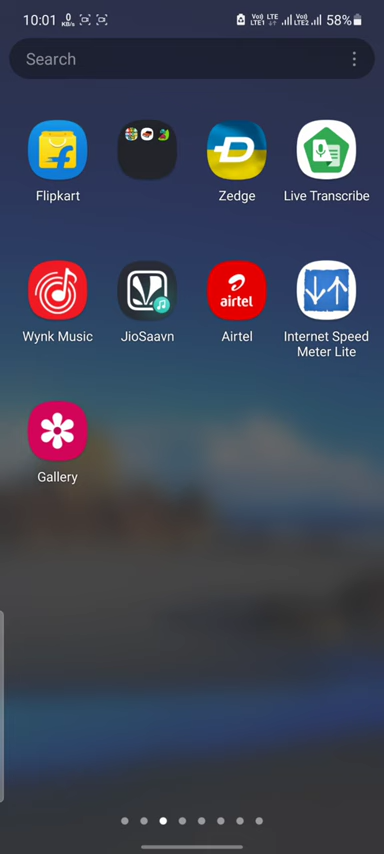 10:01 0 KB/s Vo) LTE1 LTE Vo) LTE2 58%
Search
Flipkart
Zedge
Live Transcribe
Wynk Music
JioSaavn
airtel
Airtel
Internet Speed
Meter Lite
Gallery